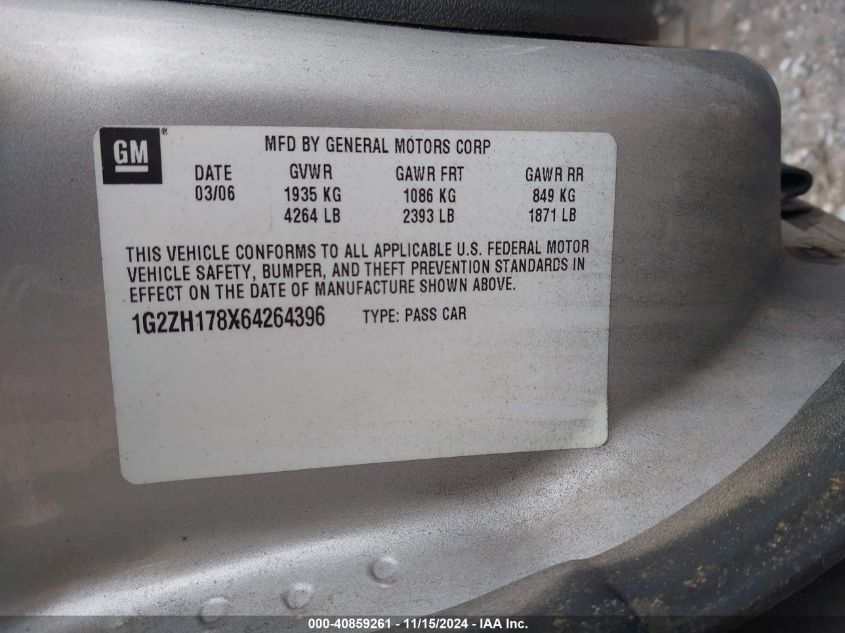 GM ®
MFD BY GENERAL MOTORS CORP
DATE GVWR GAWR FRT GAWR RR
03/06 1935 KG 1086 KG 849 KG
4264 LB 2393 LB 1871 LB
THIS VEHICLE CONFORMS TO ALL APPLICABLE U.S. FEDERAL MOTOR
VEHICLE SAFETY, BUMPER, AND THEFT PREVENTION STANDARDS IN
EFFECT ON THE DATE OF MANUFACTURE SHOWN ABOVE.
1G2ZH178X64264396 TYPE: PASS CAR
000-40859261 - 11/15/2024 - IAA Inc.